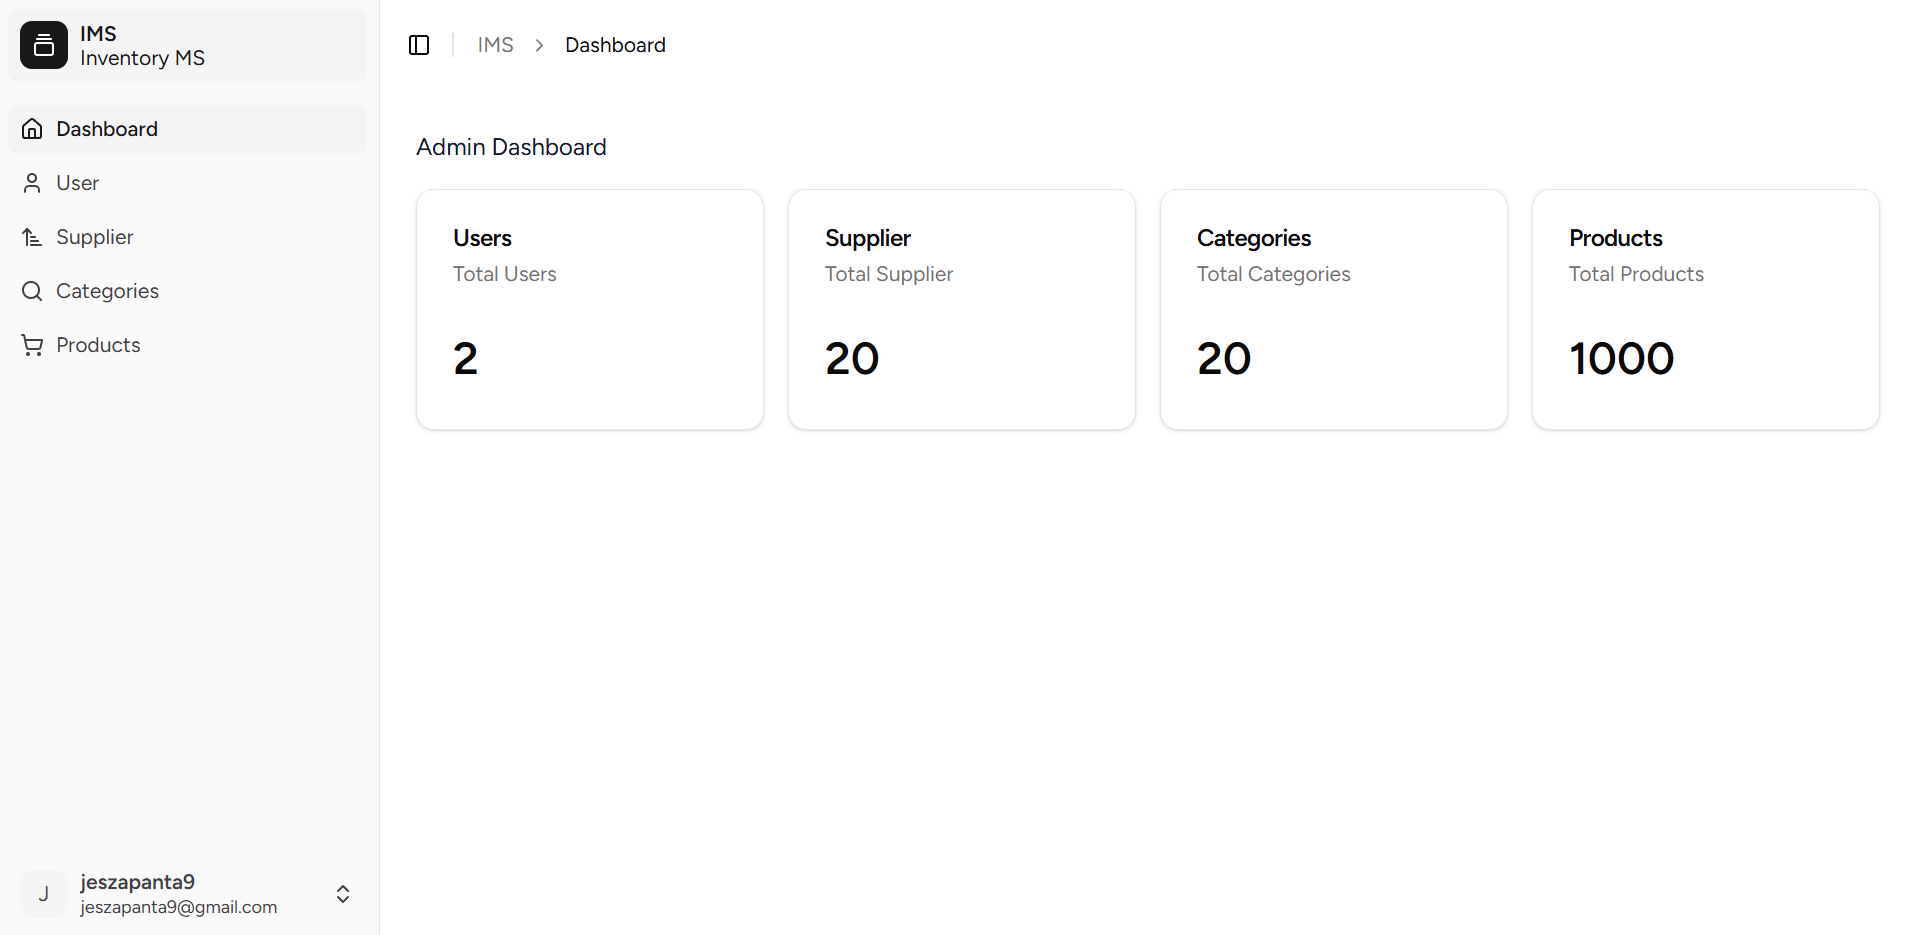 IMS
Inventory MS
Dashboard
User
Supplier
Categories
Products
J
jeszapanta9
jeszapanta9@gmail.com
IMS > Dashboard
Admin Dashboard
Users
Total Users
2
Supplier
Total Supplier
20
Categories
Total Categories
20
Products
Total Products
1000